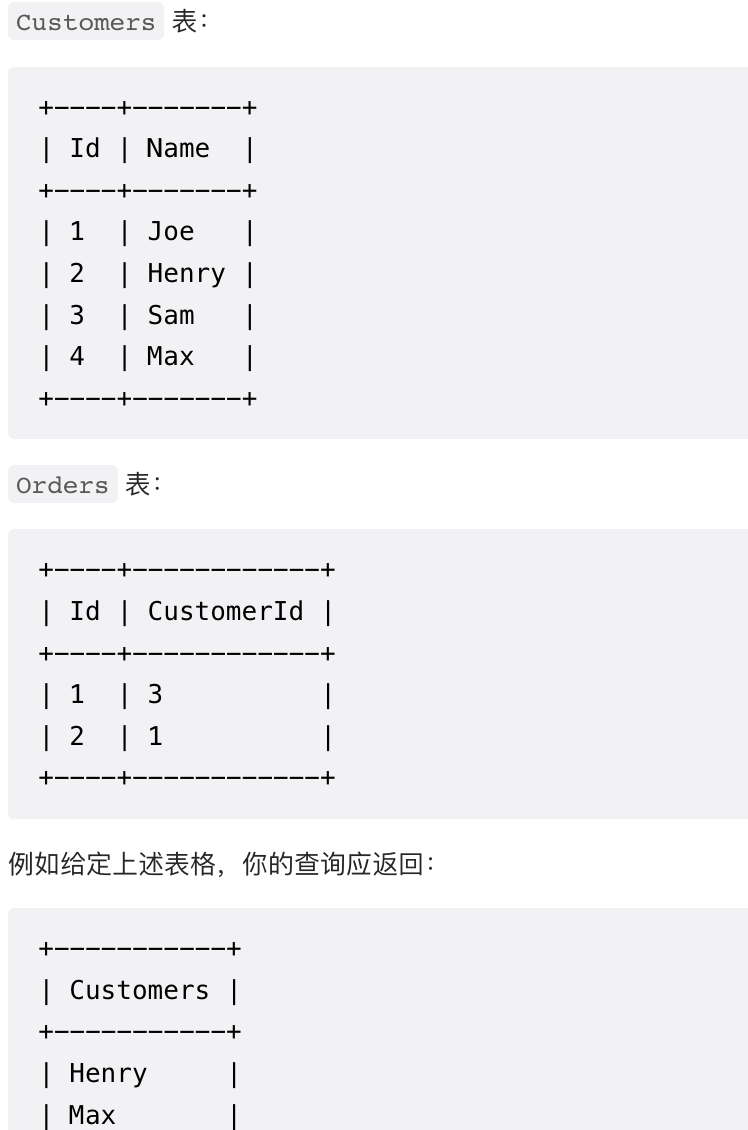 Customers 表：
+----+-------+
| Id | Name  |
+----+-------+
| 1  | Joe   |
| 2  | Henry |
| 3  | Sam   |
| 4  | Max   |
+----+-------+
Orders 表：
+----+------------+
| Id | CustomerId |
+----+------------+
| 1  | 3          |
| 2  | 1          |
+----+------------+
例如给定上述表格，你的查询应返回：
+-----------+
| Customers |
+-----------+
| Henry     |
| Max       |